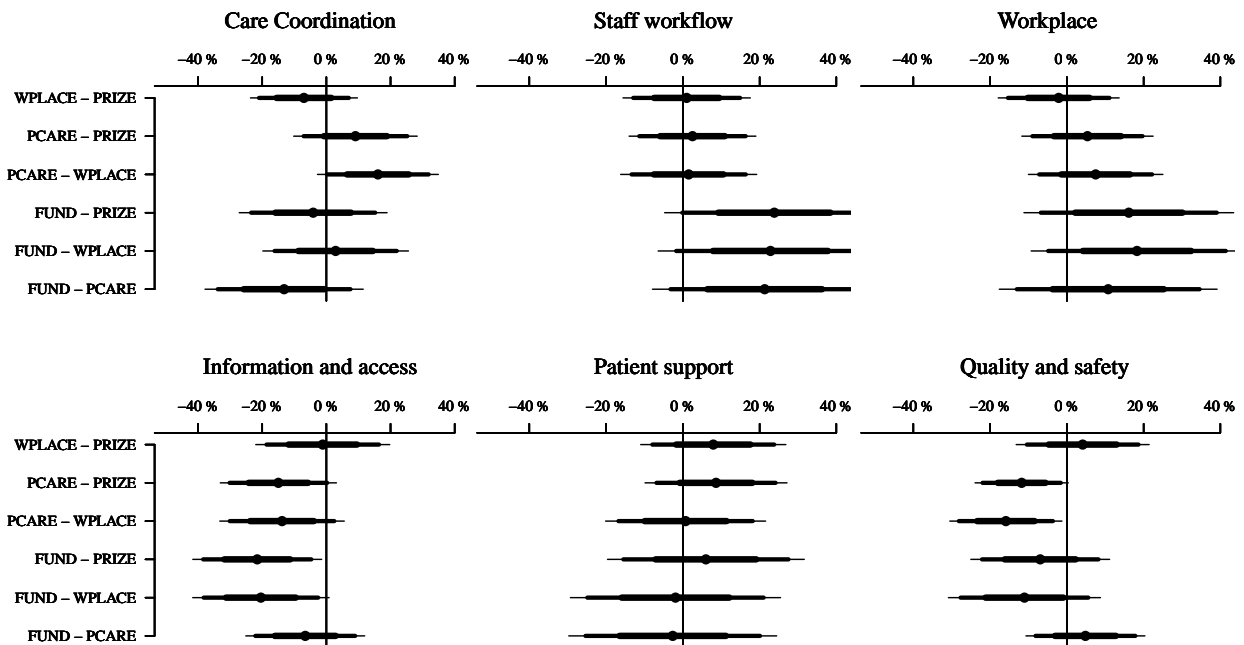 Care Coordination Staff workflow Workplace
−40 % −20 % 0 % 20 % 40 % −40 % −20 % 0 % 20 % 40 % −40 % −20 % 0 % 20 % 40 %
WPLACE − PRIZE
PCARE − PRIZE
PCARE − WPLACE
FUND − PRIZE
FUND − WPLACE
FUND − PCARE
Information and access Patient support Quality and safety
−40 % −20 % 0 % 20 % 40 % −40 % −20 % 0 % 20 % 40 % −40 % −20 % 0 % 20 % 40 %
WPLACE − PRIZE
PCARE − PRIZE
PCARE − WPLACE
FUND − PRIZE
FUND − WPLACE
FUND − PCARE